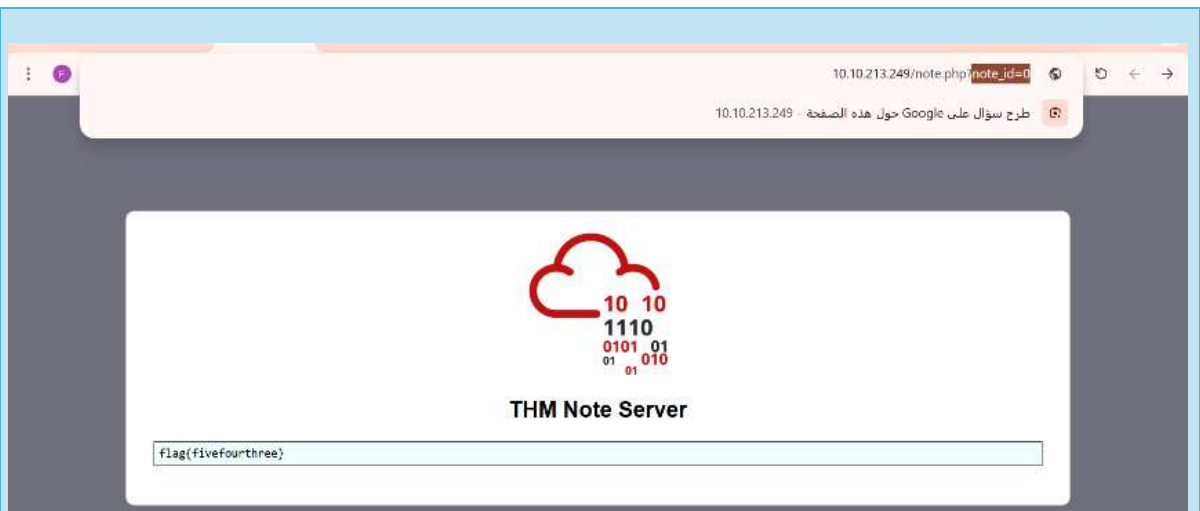 10.10.213.249/note.php?note_id=0
طرح سؤال على Google حول هذه الصفحة - 10.10.213.249
10 10
1110
0101 01
01 010
01
THM Note Server
flag{fivefourthree}